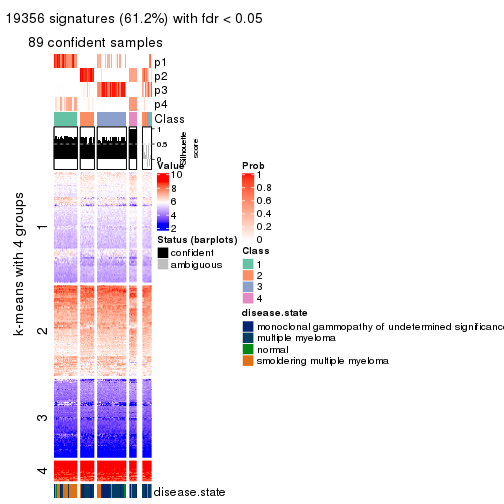 19356 signatures (61.2%) with fdr < 0.05
89 confident samples
p1
p2
p3
p4
Class
1
0.5
0
Silhouette
score
k-means with 4 groups
1
2
3
4
disease.state
Value
10
8
6
4
2
Status (barplots)
confident
ambiguous
Prob
1
0.8
0.6
0.4
0.2
0
Class
1
2
3
4
disease.state
monoclonal gammopathy of undetermined significance
multiple myeloma
normal
smoldering multiple myeloma